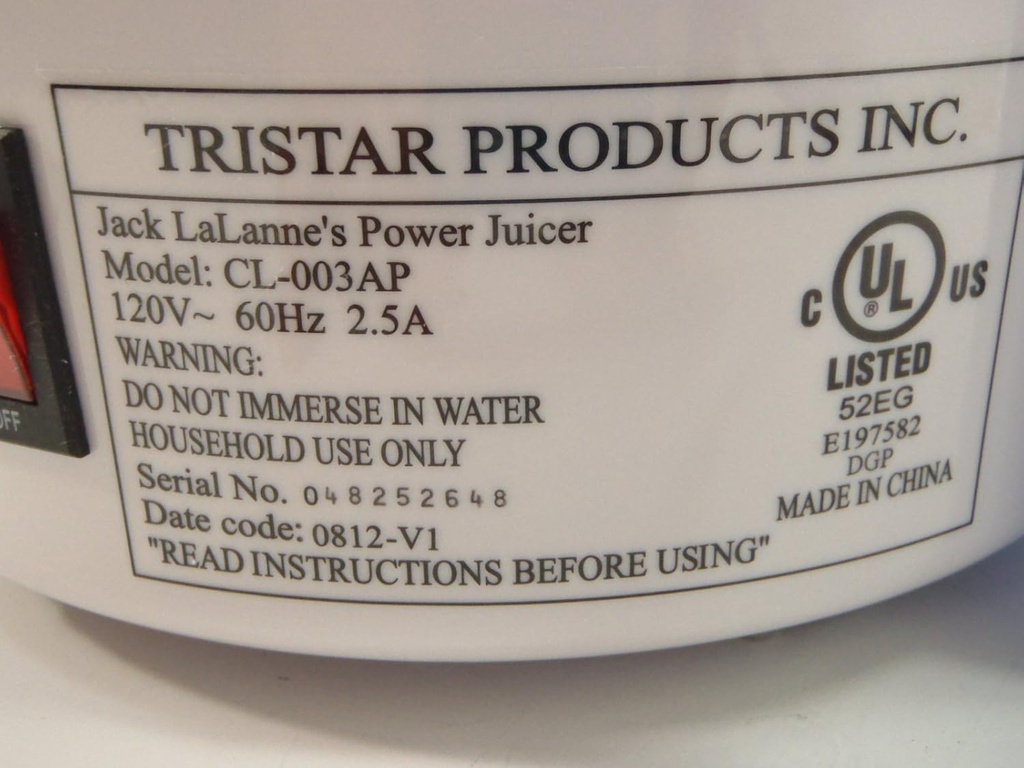 TRISTAR PRODUCTS INC.
Jack LaLanne's Power Juicer
Model: CL-003AP
120V~ 60Hz 2.5A
WARNING:
DO NOT IMMERSE IN WATER
HOUSEHOLD USE ONLY
Serial No. 048252648
Date code: 0812-V1
"READ INSTRUCTIONS BEFORE USING"
C UL ® US
LISTED
52EG
E197582
DGP
MADE IN CHINA
OFF